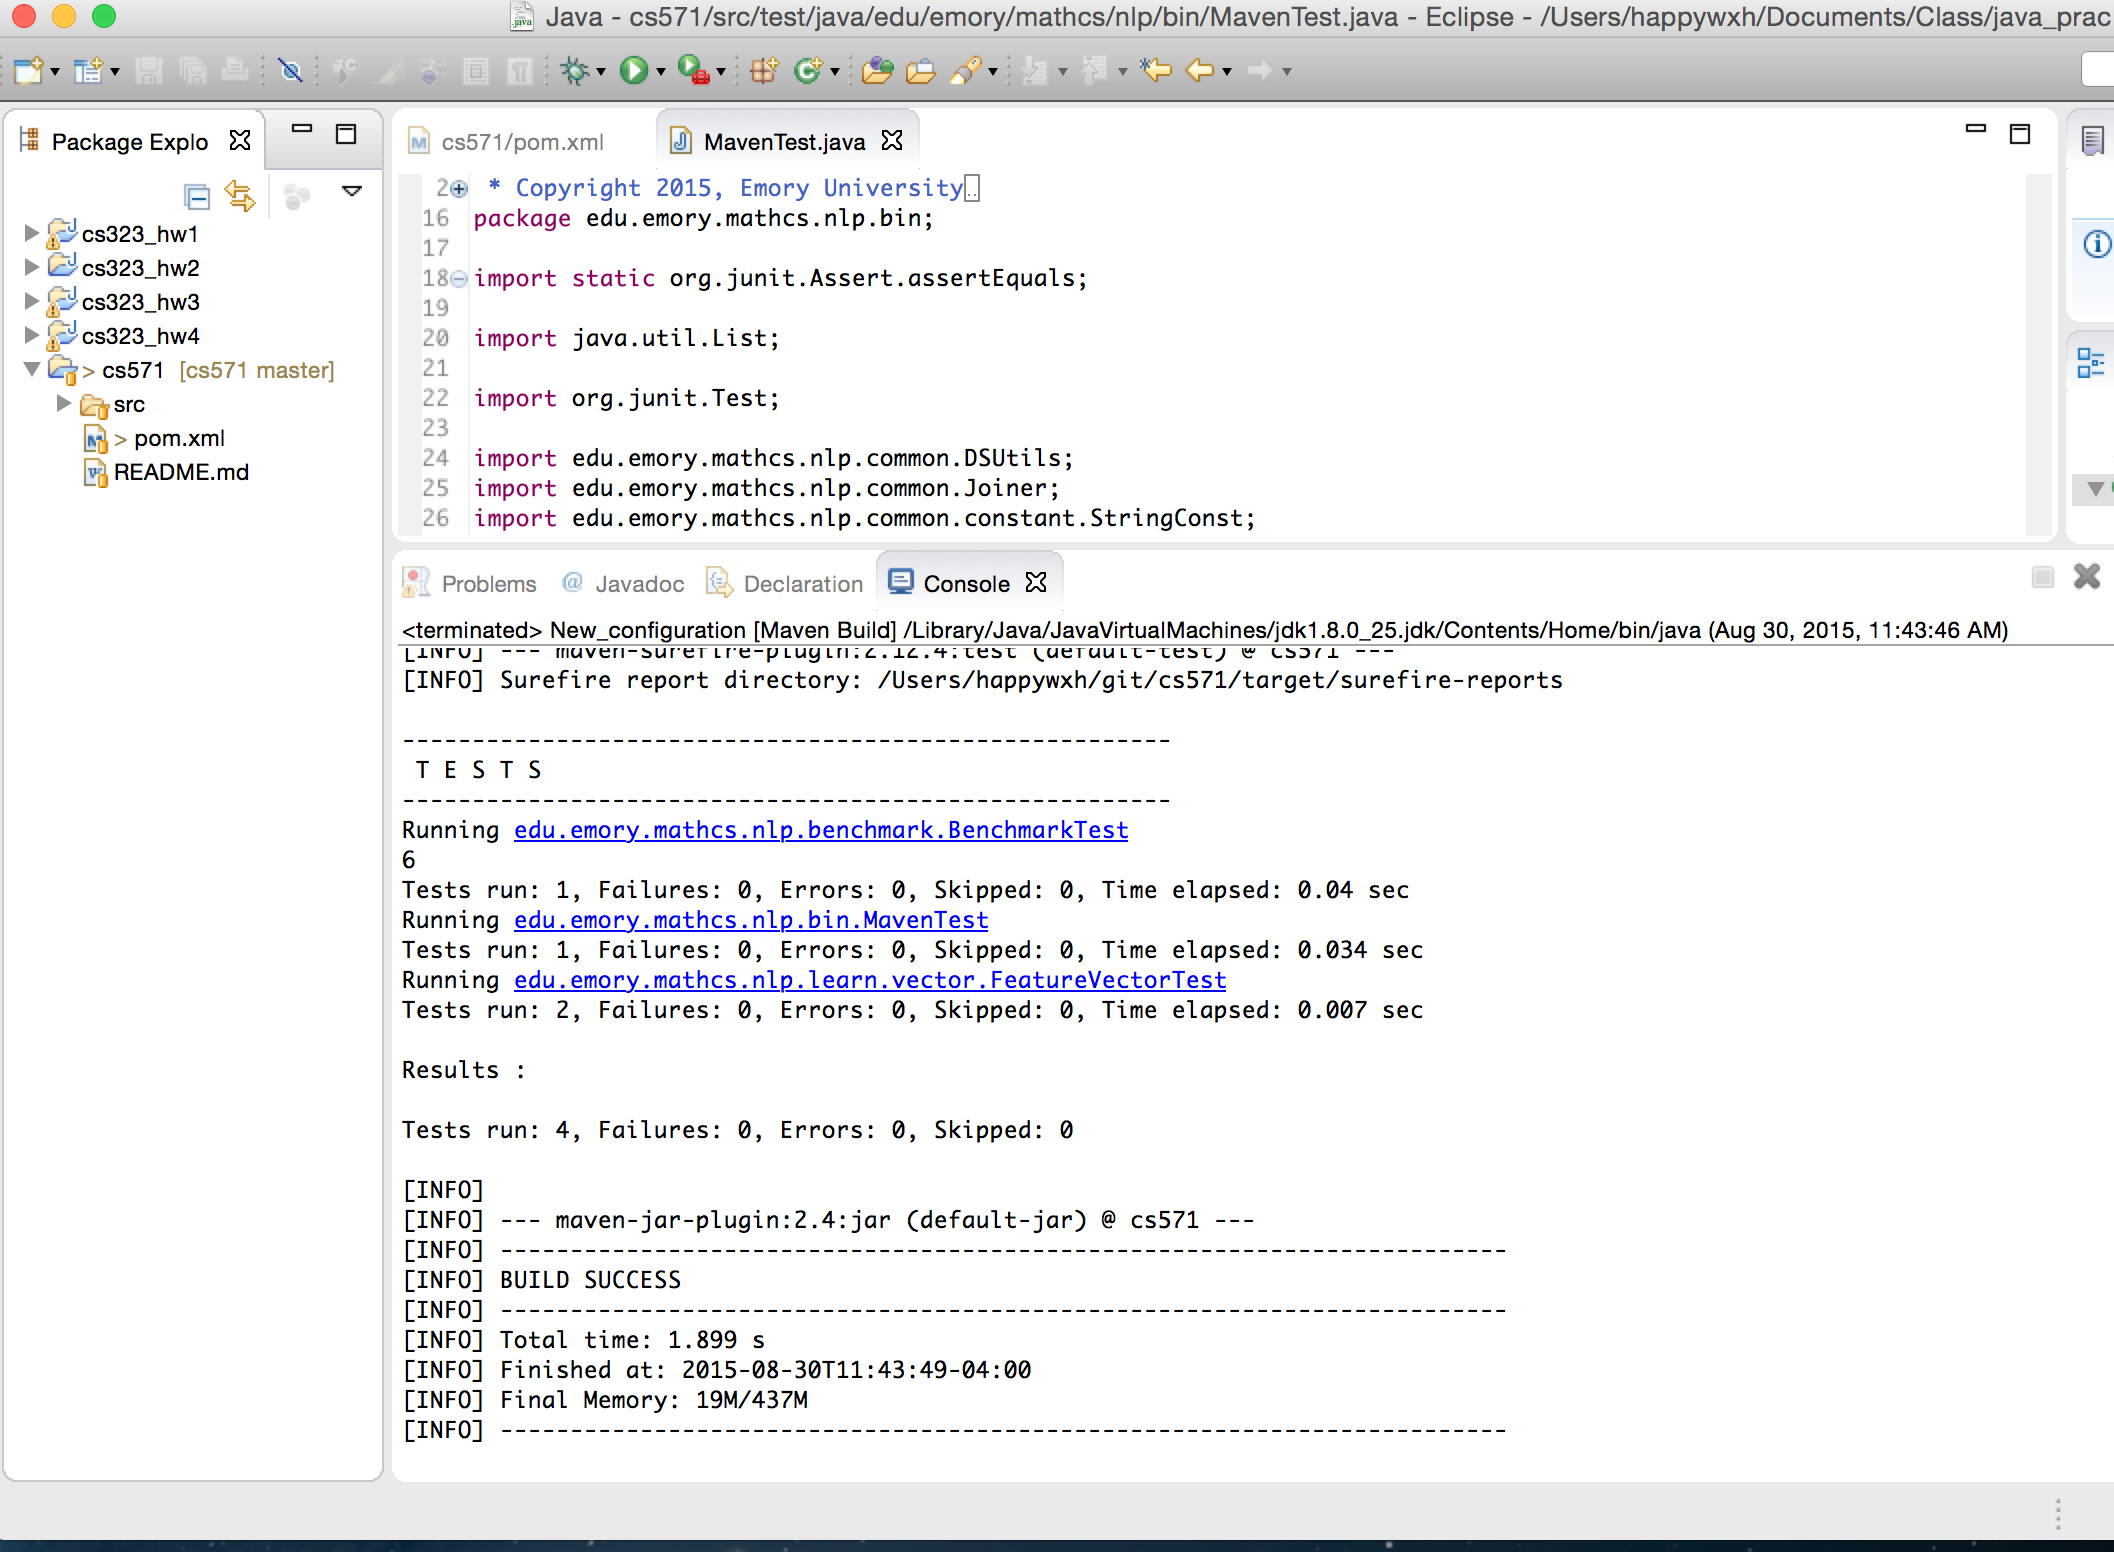 Java - cs571/src/test/java/edu/emory/mathcs/nlp/bin/MavenTest.java - Eclipse - /Users/happywxh/Documents/Class/java_prac
Package Explo
cs323_hw1
cs323_hw2
cs323_hw3
cs323_hw4
> cs571 [cs571 master]
src
> pom.xml
README.md
cs571/pom.xml
MavenTest.java
2 * Copyright 2015, Emory University..
16 package edu.emory.mathcs.nlp.bin;
17
18 import static org.junit.Assert.assertEquals;
19
20 import java.util.List;
21
22 import org.junit.Test;
23
24 import edu.emory.mathcs.nlp.common.DSUtils;
25 import edu.emory.mathcs.nlp.common.Joiner;
26 import edu.emory.mathcs.nlp.common.constant.StringConst;
Problems @ Javadoc Declaration Console
<terminated> New_configuration [Maven Build] /Library/Java/JavaVirtualMachines/jdk1.8.0_25.jdk/Contents/Home/bin/java (Aug 30, 2015, 11:43:46 AM)
[INFO] --- maven-surefire-plugin:2.12.4:test (default-test) @ cs571 ---
[INFO] Surefire report directory: /Users/happywxh/git/cs571/target/surefire-reports
-------------------------------------------------------
T E S T S
-------------------------------------------------------
Running edu.emory.mathcs.nlp.benchmark.BenchmarkTest
6
Tests run: 1, Failures: 0, Errors: 0, Skipped: 0, Time elapsed: 0.04 sec
Running edu.emory.mathcs.nlp.bin.MavenTest
Tests run: 1, Failures: 0, Errors: 0, Skipped: 0, Time elapsed: 0.034 sec
Running edu.emory.mathcs.nlp.learn.vector.FeatureVectorTest
Tests run: 2, Failures: 0, Errors: 0, Skipped: 0, Time elapsed: 0.007 sec
Results :
Tests run: 4, Failures: 0, Errors: 0, Skipped: 0
[INFO]
[INFO] --- maven-jar-plugin:2.4:jar (default-jar) @ cs571 ---
[INFO] ------------------------------------------------------------------------
[INFO] BUILD SUCCESS
[INFO] ------------------------------------------------------------------------
[INFO] Total time: 1.899 s
[INFO] Finished at: 2015-08-30T11:43:49-04:00
[INFO] Final Memory: 19M/437M
[INFO] ------------------------------------------------------------------------